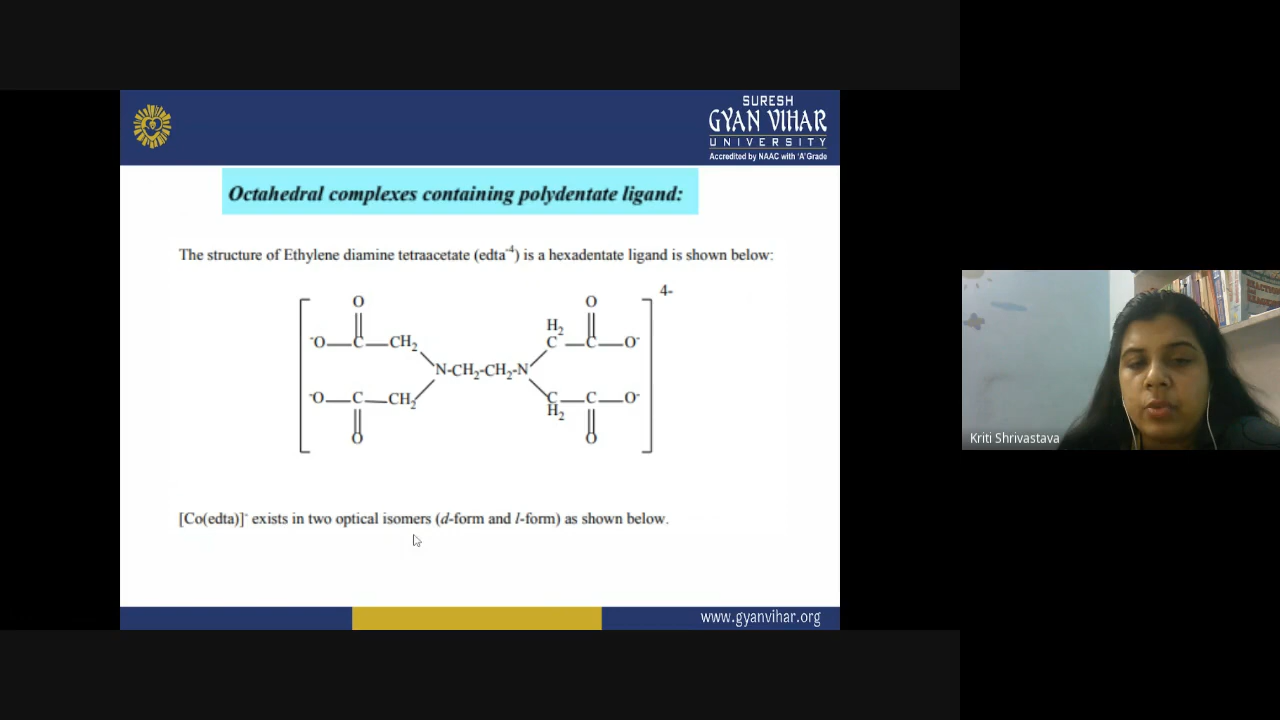 SURESH
GYAN VIHAR
UNIVERSITY
Accredited by NAAC with 'A' Grade
Octahedral complexes containing polydentate ligand:
The structure of Ethylene diamine tetraacetate (edta⁻⁴) is a hexadentate ligand is shown below:
4-
O O
H₂
⁻O—C—CH₂ C—C—O⁻
N-CH₂-CH₂-N
⁻O—C—CH₂ C—C—O⁻
H₂
O O
[Co(edta)]⁻ exists in two optical isomers (d-form and l-form) as shown below.
www.gyanvihar.org
Kriti Shrivastava